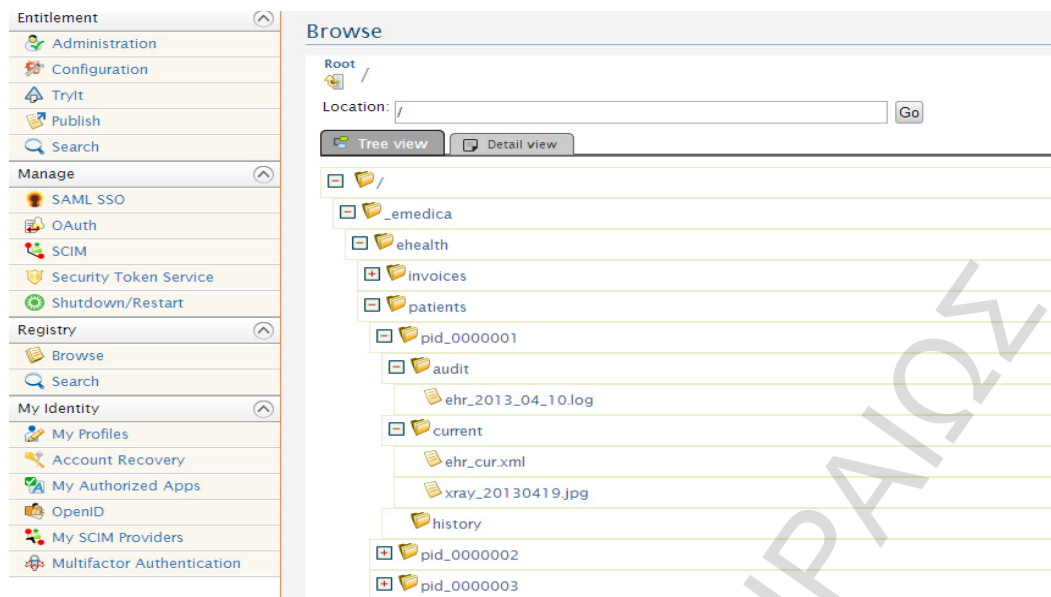 Entitlement
Administration
Configuration
TryIt
Publish
Search
Manage
SAML SSO
OAuth
SCIM
Security Token Service
Shutdown/Restart
Registry
Browse
Search
My Identity
My Profiles
Account Recovery
My Authorized Apps
OpenID
My SCIM Providers
Multifactor Authentication
Browse
Root
/
Location: / Go
Tree view Detail view
/
_emedica
ehealth
invoices
patients
pid_0000001
audit
ehr_2013_04_10.log
current
ehr_cur.xml
xray_20130419.jpg
history
pid_0000002
pid_0000003
ΙΡΑΙΩΣ